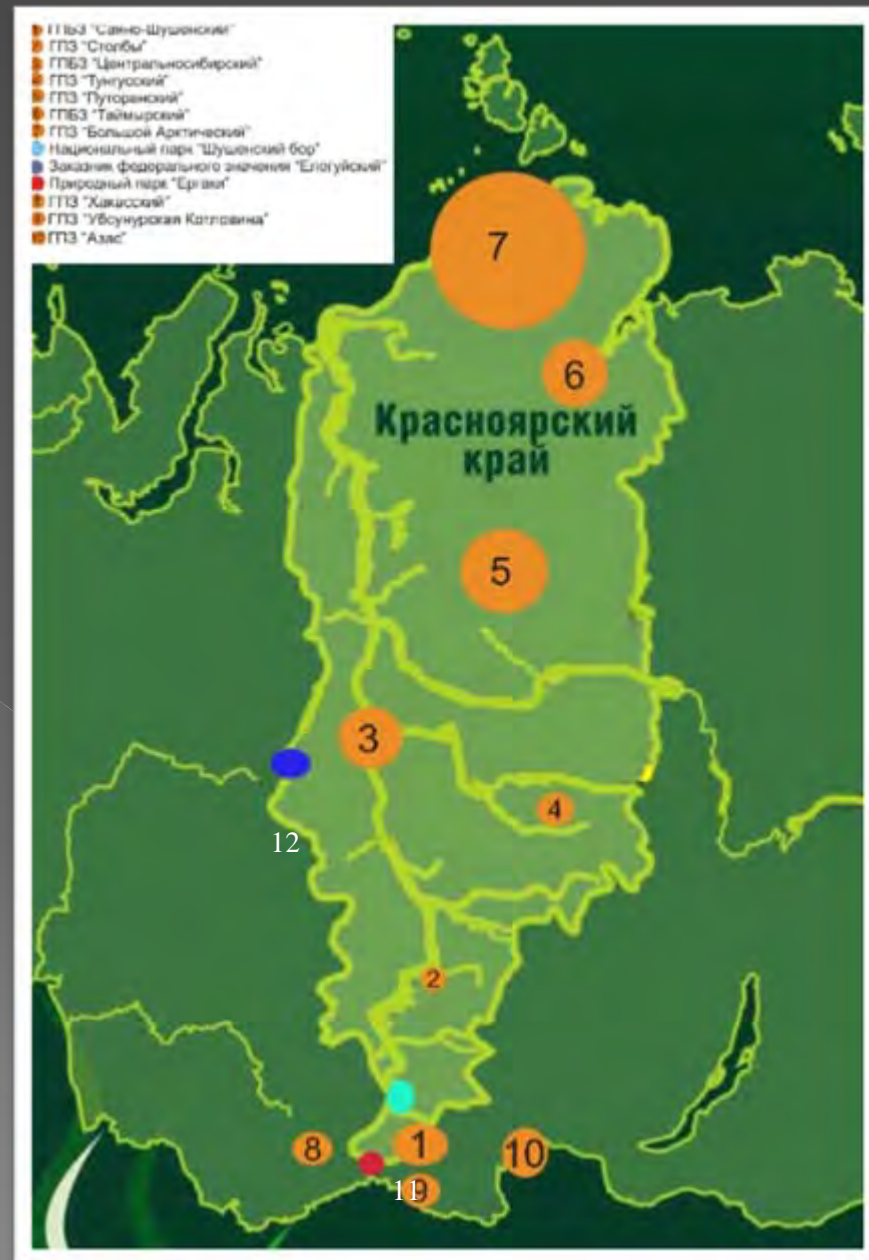 ГПБЗ "Саяно-Шушенский"
ГПЗ "Столбы"
ГПБЗ "Центральносибирский"
ГПЗ "Тунгусский"
ГПЗ "Путоранский"
ГПБЗ "Таймырский"
ГПЗ "Большой Арктический"
Национальный парк "Шушенский бор"
Заказник федерального значения "Елогуйский"
Природный парк "Ергаки"
ГПЗ "Хакасский"
ГПЗ "Убсунурская Котловина"
10 ГПЗ "Азас"
7
6
Красноярский
край
5
3
4
12
2
8
1
10
11
9